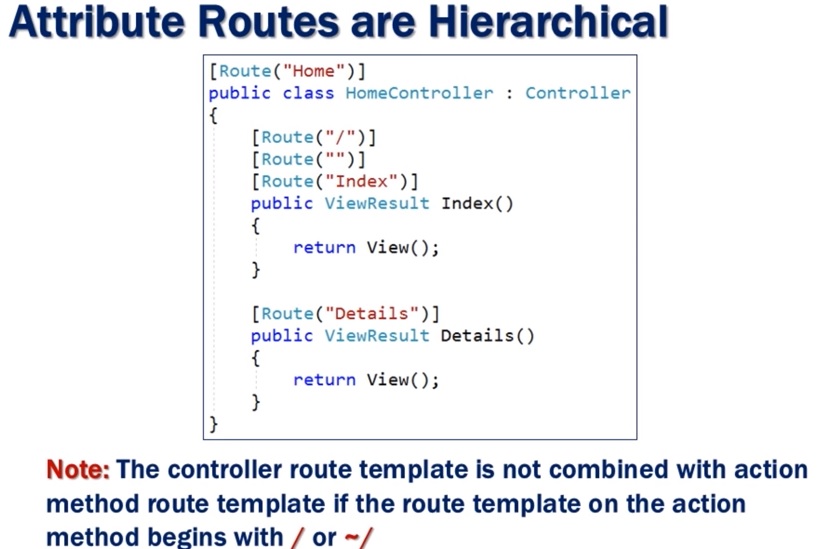 Attribute Routes are Hierarchical
[Route("Home")]
public class HomeController : Controller
{
[Route("/")]
[Route("")]
[Route("Index")]
public ViewResult Index()
{
return View();
}
[Route("Details")]
public ViewResult Details()
{
return View();
}
}
Note: The controller route template is not combined with action
method route template if the route template on the action
method begins with / or ~/